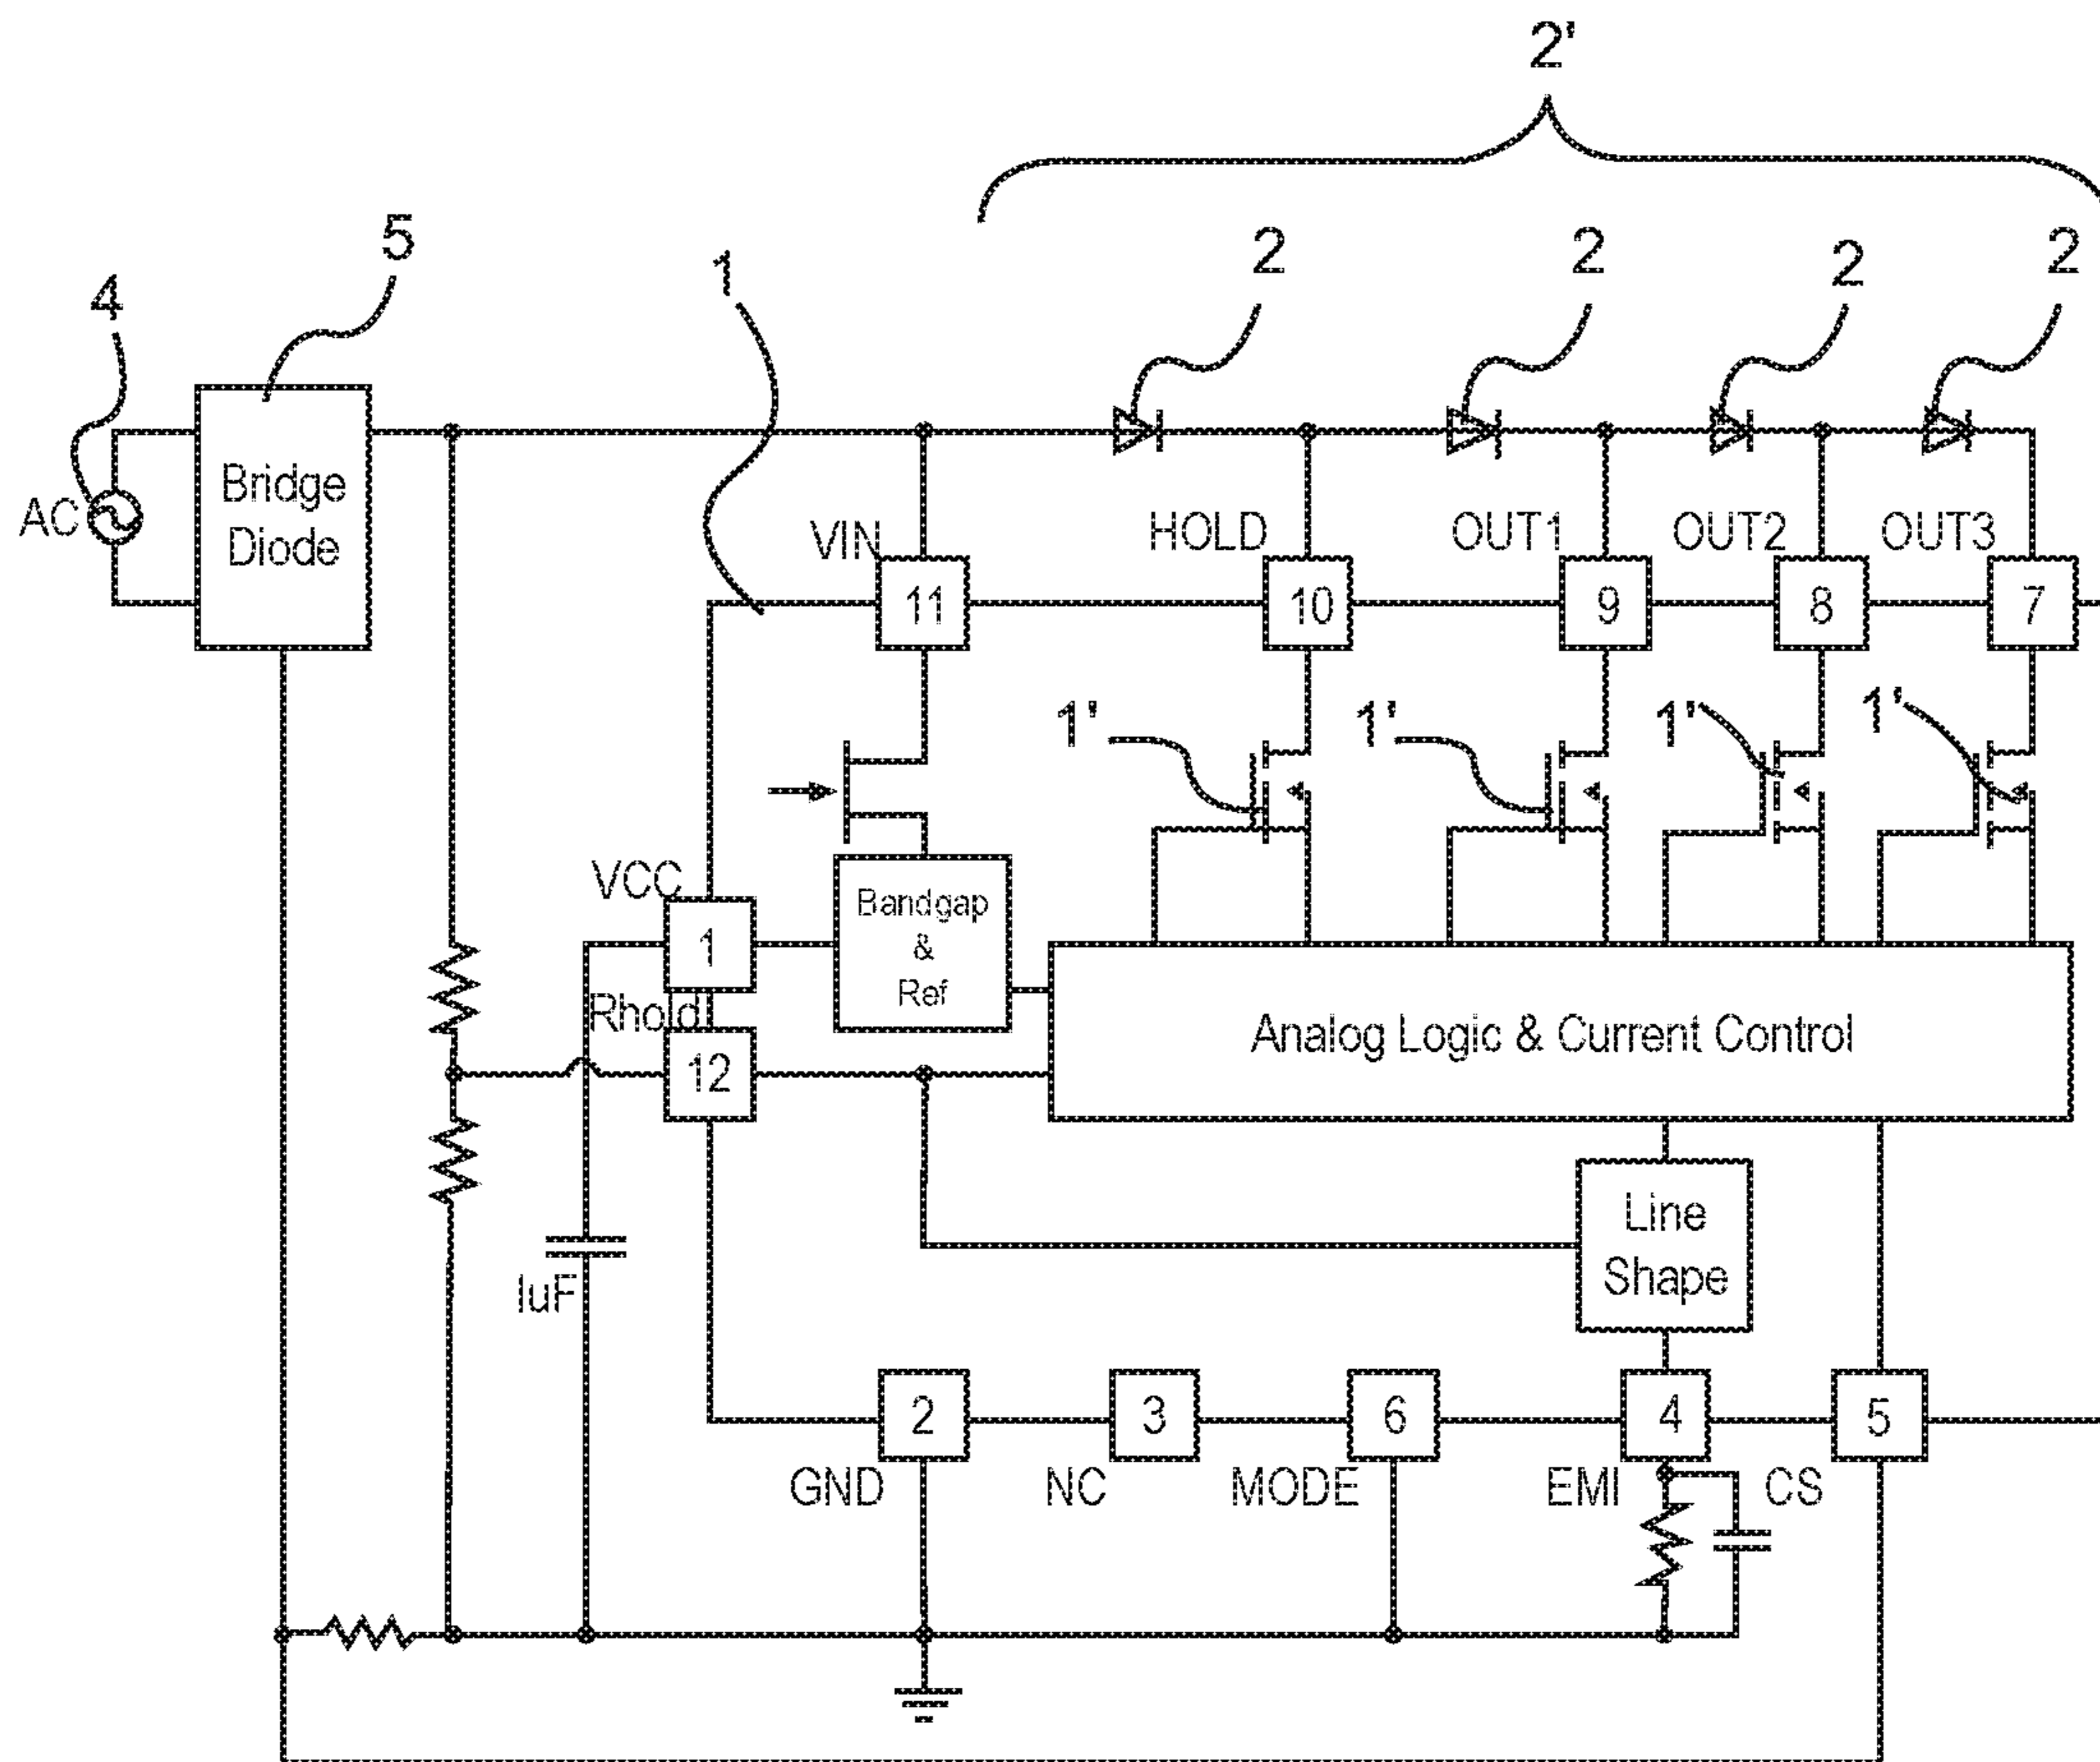 2'
5
4
1
2
2
2
2
AC
Bridge
Diode
VIN
HOLD
OUT1
OUT2
OUT3
11
10
9
8
7
1'
1'
1'
1'
VCC
1
Bandgap
&
Ref
Rhold
12
Analog Logic & Current Control
Line
Shape
IuF
2
3
6
4
5
GND
NC
MODE
EMI
CS